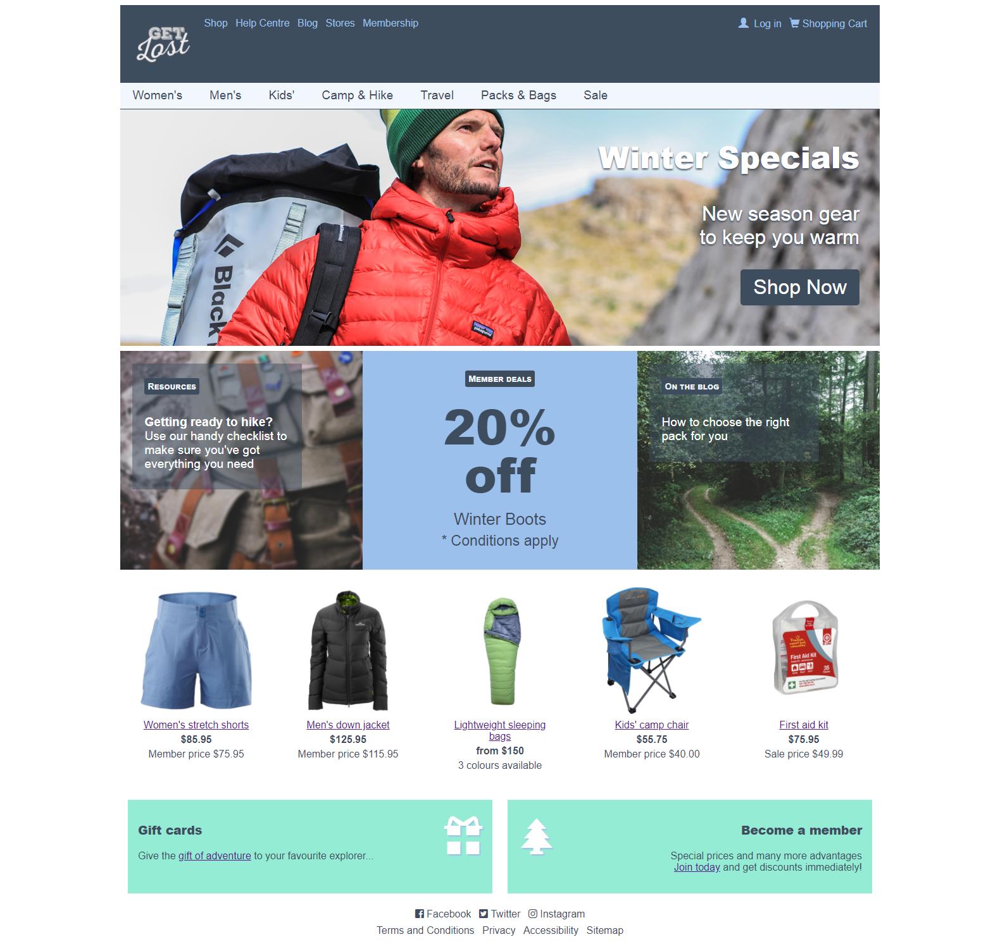 GET
Lost
Shop Help Centre Blog Stores Membership
Log in Shopping Cart
Women's Men's Kids' Camp & Hike Travel Packs & Bags Sale
Winter Specials
New season gear
to keep you warm
Shop Now
Black
patagonia
RESOURCES
Getting ready to hike?
Use our handy checklist to
make sure you've got
everything you need
MEMBER DEALS
20%
off
Winter Boots
* Conditions apply
ON THE BLOG
How to choose the right
pack for you
First Aid Kit
35
Women's stretch shorts
$85.95
Member price $75.95
Men's down jacket
$125.95
Member price $115.95
Lightweight sleeping
bags
from $150
3 colours available
Kids' camp chair
$55.75
Member price $40.00
First aid kit
$75.95
Sale price $49.99
Gift cards
Give the gift of adventure to your favourite explorer...
Become a member
Special prices and many more advantages
Join today and get discounts immediately!
Facebook Twitter Instagram
Terms and Conditions Privacy Accessibility Sitemap